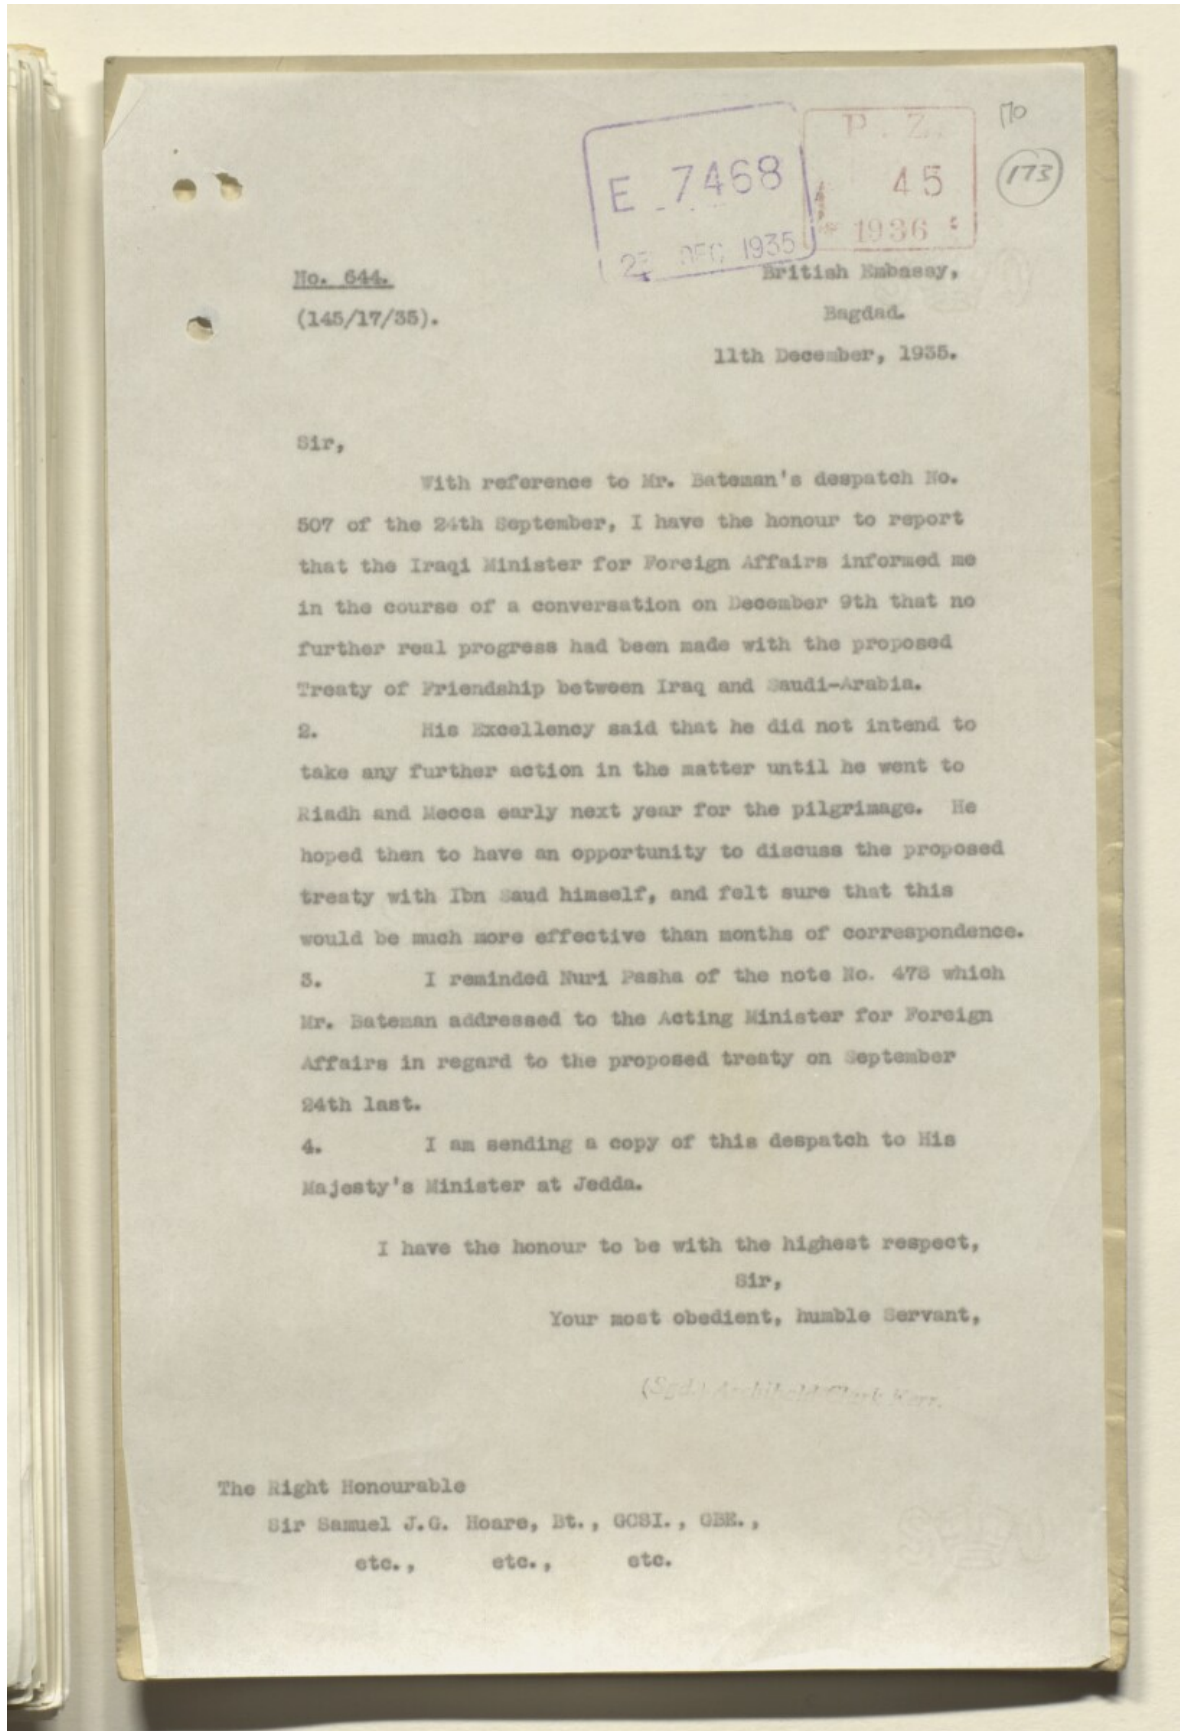 170
E 7468
DEC 1935
P. Z.
45
1936
173
No. 644.
(145/17/35).
British Embassy,
Bagdad.
11th December, 1935.
Sir,
With reference to Mr. Bateman's despatch No.
507 of the 24th September, I have the honour to report
that the Iraqi Minister for Foreign Affairs informed me
in the course of a conversation on December 9th that no
further real progress had been made with the proposed
Treaty of Friendship between Iraq and Saudi-Arabia.
2. His Excellency said that he did not intend to
take any further action in the matter until he went to
Riadh and Mecca early next year for the pilgrimage. He
hoped then to have an opportunity to discuss the proposed
treaty with Ibn Saud himself, and felt sure that this
would be much more effective than months of correspondence.
3. I reminded Nuri Pasha of the note No. 478 which
Mr. Bateman addressed to the Acting Minister for Foreign
Affairs in regard to the proposed treaty on September
24th last.
4. I am sending a copy of this despatch to His
Majesty's Minister at Jedda.
I have the honour to be with the highest respect,
Sir,
Your most obedient, humble Servant,
(Sgd.) Archibald Clark Kerr.
The Right Honourable
Sir Samuel J.G. Hoare, Bt., GCSI., GBE.,
etc., etc., etc.